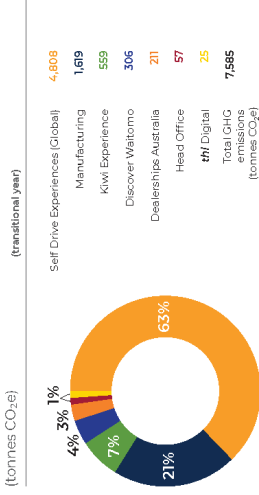 (tonnes CO₂e)
(transitional year)
Self Drive Experiences (Global) 4,808
Manufacturing 1,619
Kiwi Experience 559
Discover Waitomo 306
Dealerships Australia 211
Head Office 57
thl Digital 25
Total GHG
emissions
(tonnes CO₂e) 7,585
63%
21%
7%
4%
3%
1%